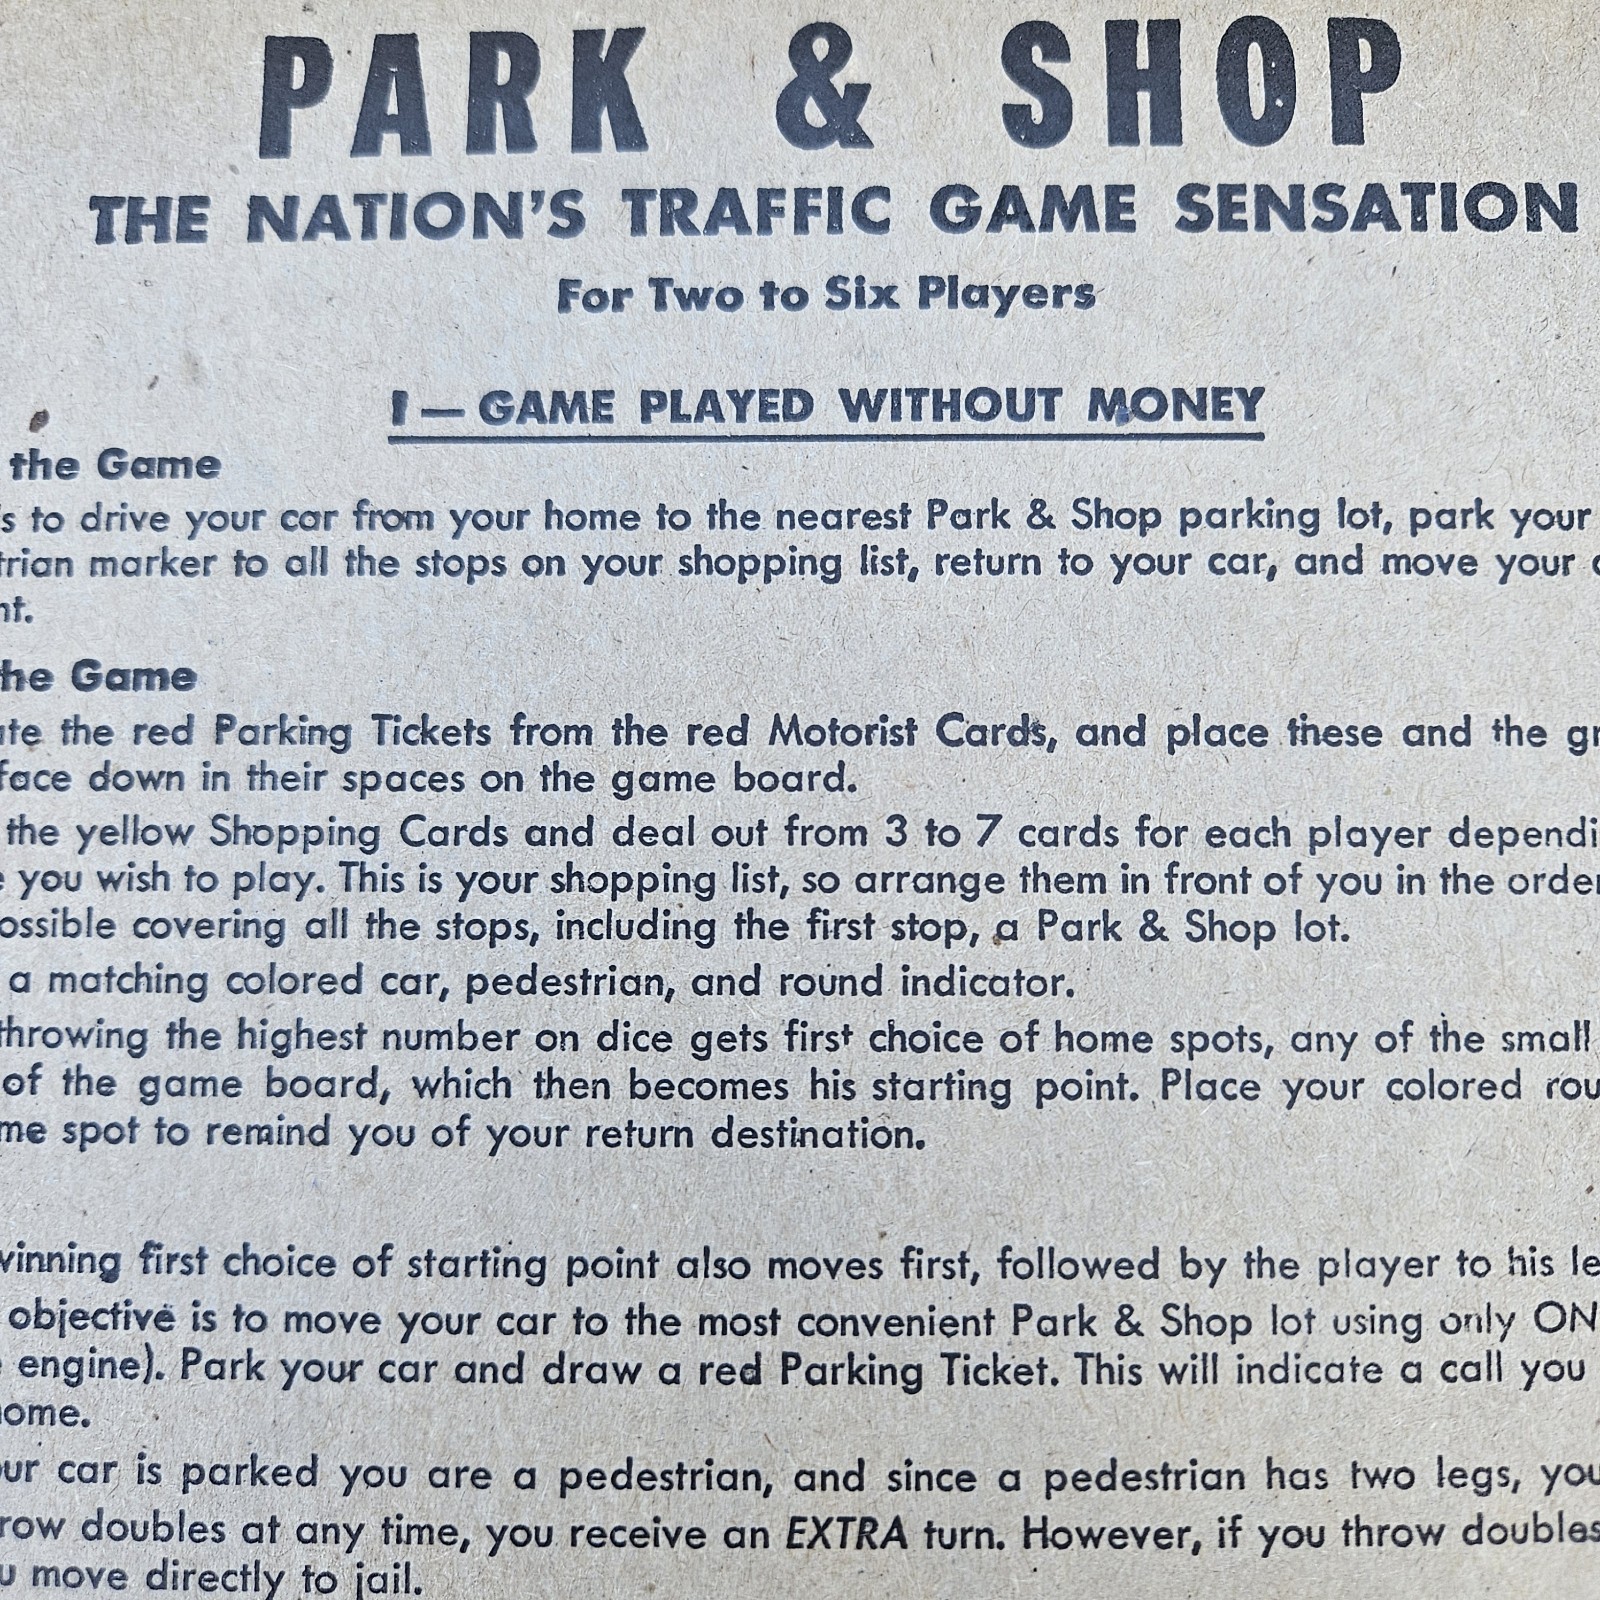 PARK & SHOP
THE NATION'S TRAFFIC GAME SENSATION
For Two to Six Players
I — GAME PLAYED WITHOUT MONEY
the Game
to drive your car from your home to the nearest Park & Shop parking lot, park your
marker to all the stops on your shopping list, return to your car, and move your
the Game
the red Parking Tickets from the red Motorist Cards, and place these and the
face down in their spaces on the game board.
the yellow Shopping Cards and deal out from 3 to 7 cards for each player
you wish to play. This is your shopping list, so arrange them in front of you in the order
covering all the stops, including the first stop, a Park & Shop lot.
a matching colored car, pedestrian, and round indicator.
throwing the highest number on dice gets first choice of home spots, any of the small
of the game board, which then becomes his starting point. Place your colored
spot to remind you of your return destination.
winning first choice of starting point also moves first, followed by the player to his
objective is to move your car to the most convenient Park & Shop lot using only
engine). Park your car and draw a red Parking Ticket. This will indicate a call you
car is parked you are a pedestrian, and since a pedestrian has two legs, you
doubles at any time, you receive an EXTRA turn. However, if you throw doubles
move directly to jail.